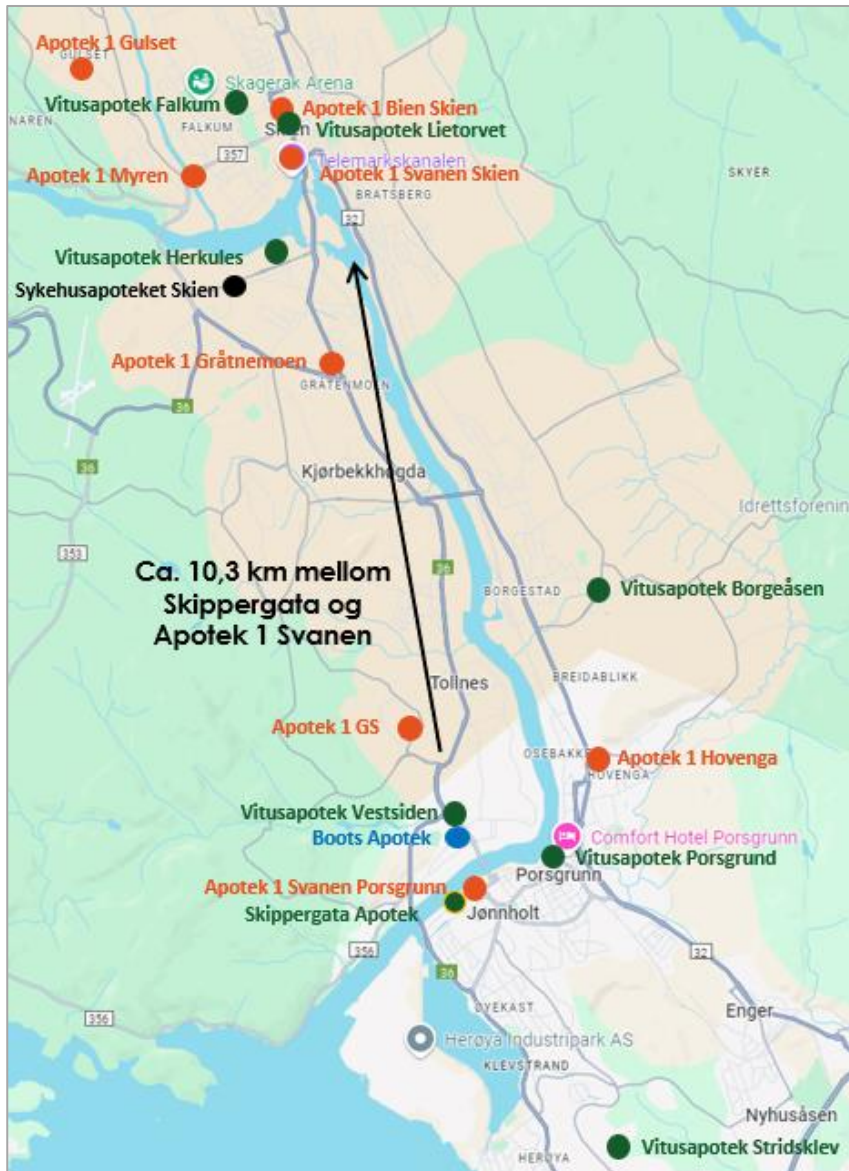 Apotek 1 Gulset
GULSET
Skagerak Arena
Vitusapotek Falkum
Apotek 1 Bien Skien
NAREN
FALKUM
Vitusapotek Lietorvet
357
Telemarkskanalen
Apotek 1 Myren
Apotek 1 Svanen Skien
SKYER
BRATSBERG
32
Vitusapotek Herkules
Sykehusapoteket Skien
Apotek 1 Gråtnemoen
GRÅTENMOEN
36
Kjørbekkhøgda
36
Idrettsforenin
353
Ca. 10,3 km mellom
Skippergata og
Apotek 1 Svanen
36
BORGESTAD
Vitusapotek Borgeåsen
Tollnes
BREIDABLIKK
Apotek 1 GS
OSEBAKKE
Apotek 1 Hovenga
HOVENGA
Vitusapotek Vestsiden
Boots Apotek
Comfort Hotel Porsgrunn
Vitusapotek Porsgrund
Porsgrunn
Apotek 1 Svanen Porsgrunn
Skippergata Apotek
Jønnholt
356
32
36
ØYEKAST
Enger
356
Herøya Industripark AS
KLEVSTRAND
Nyhusåsen
Vitusapotek Stridsklev
HERØYA